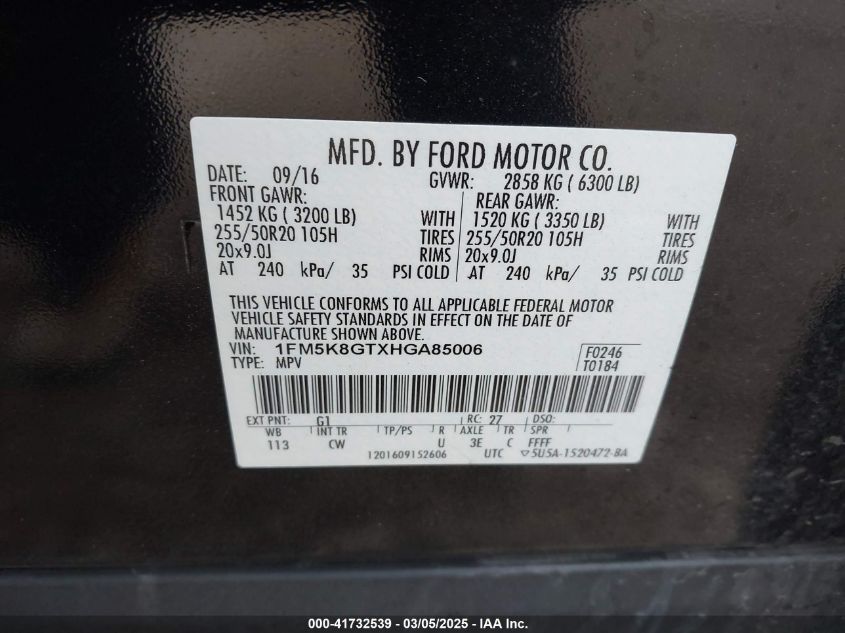 MFD. BY FORD MOTOR CO.
DATE: 09/16 GVWR: 2858 KG ( 6300 LB)
FRONT GAWR: REAR GAWR:
1452 KG ( 3200 LB) WITH 1520 KG ( 3350 LB) WITH
255/50R20 105H TIRES 255/50R20 105H TIRES
20x9.0J RIMS 20x9.0J RIMS
AT 240 kPa/ 35 PSI COLD AT 240 kPa/ 35 PSI COLD
THIS VEHICLE CONFORMS TO ALL APPLICABLE FEDERAL MOTOR
VEHICLE SAFETY STANDARDS IN EFFECT ON THE DATE OF
MANUFACTURE SHOWN ABOVE.
VIN: 1FM5K8GTXHGA85006 F0246
TYPE: MPV T0184
EXT PNT: G1 RC: 27 DSO:
WB INT TR TP/PS R AXLE TR SPR
113 CW U 3E C FFFF
1201609152606 UTC ▽5U5A-1520472-BA
000-41732539 - 03/05/2025 - IAA Inc.